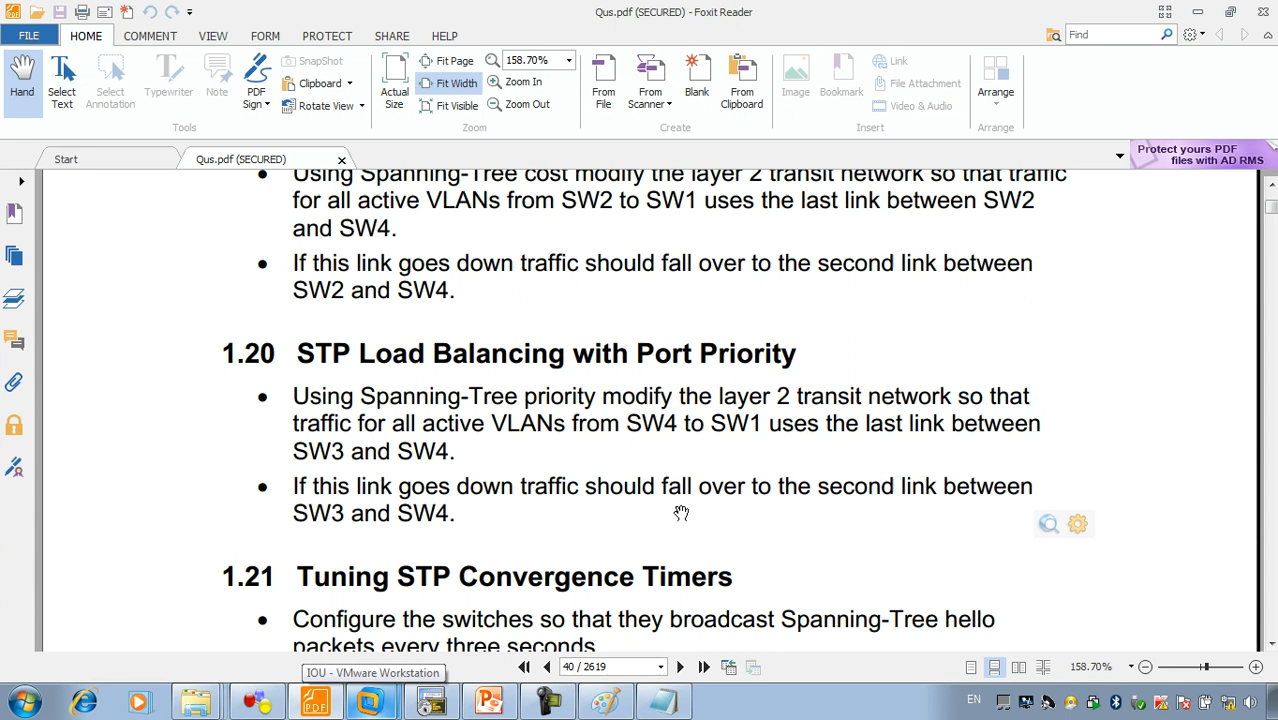 Qus.pdf (SECURED) - Foxit Reader
FILE HOME COMMENT VIEW FORM PROTECT SHARE HELP
Find
Hand
Select Text
Select Annotation
Typewriter
Note
PDF Sign
SnapShot
Clipboard
Rotate View
Tools
Actual Size
Fit Page
Fit Width
Fit Visible
158.70%
Zoom In
Zoom Out
Zoom
From File
From Scanner
Blank
From Clipboard
Create
Image
Bookmark
Link
File Attachment
Video & Audio
Insert
Arrange
Arrange
Start
Qus.pdf (SECURED)
Protect yours PDF
files with AD RMS
• Using Spanning-Tree cost modify the layer 2 transit network so that traffic
for all active VLANs from SW2 to SW1 uses the last link between SW2
and SW4.
• If this link goes down traffic should fall over to the second link between
SW2 and SW4.
1.20 STP Load Balancing with Port Priority
• Using Spanning-Tree priority modify the layer 2 transit network so that
traffic for all active VLANs from SW4 to SW1 uses the last link between
SW3 and SW4.
• If this link goes down traffic should fall over to the second link between
SW3 and SW4.
1.21 Tuning STP Convergence Timers
• Configure the switches so that they broadcast Spanning-Tree hello
packets every three seconds.
IOU - VMware Workstation
40 / 2619
158.70%
PDF
EN